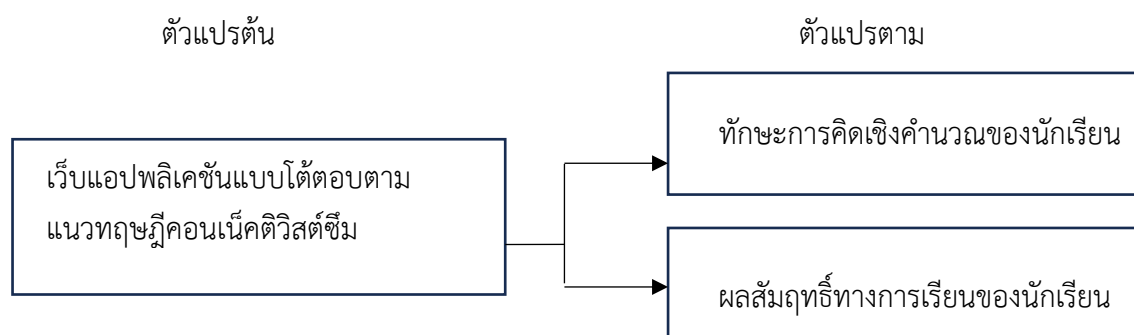 ตัวแปรต้น
ตัวแปรตาม
เว็บแอปพลิเคชันแบบโต้ตอบตาม
แนวทฤษฎีคอนเน็คติวิสต์ซึม
ทักษะการคิดเชิงคำนวณของนักเรียน
ผลสัมฤทธิ์ทางการเรียนของนักเรียน